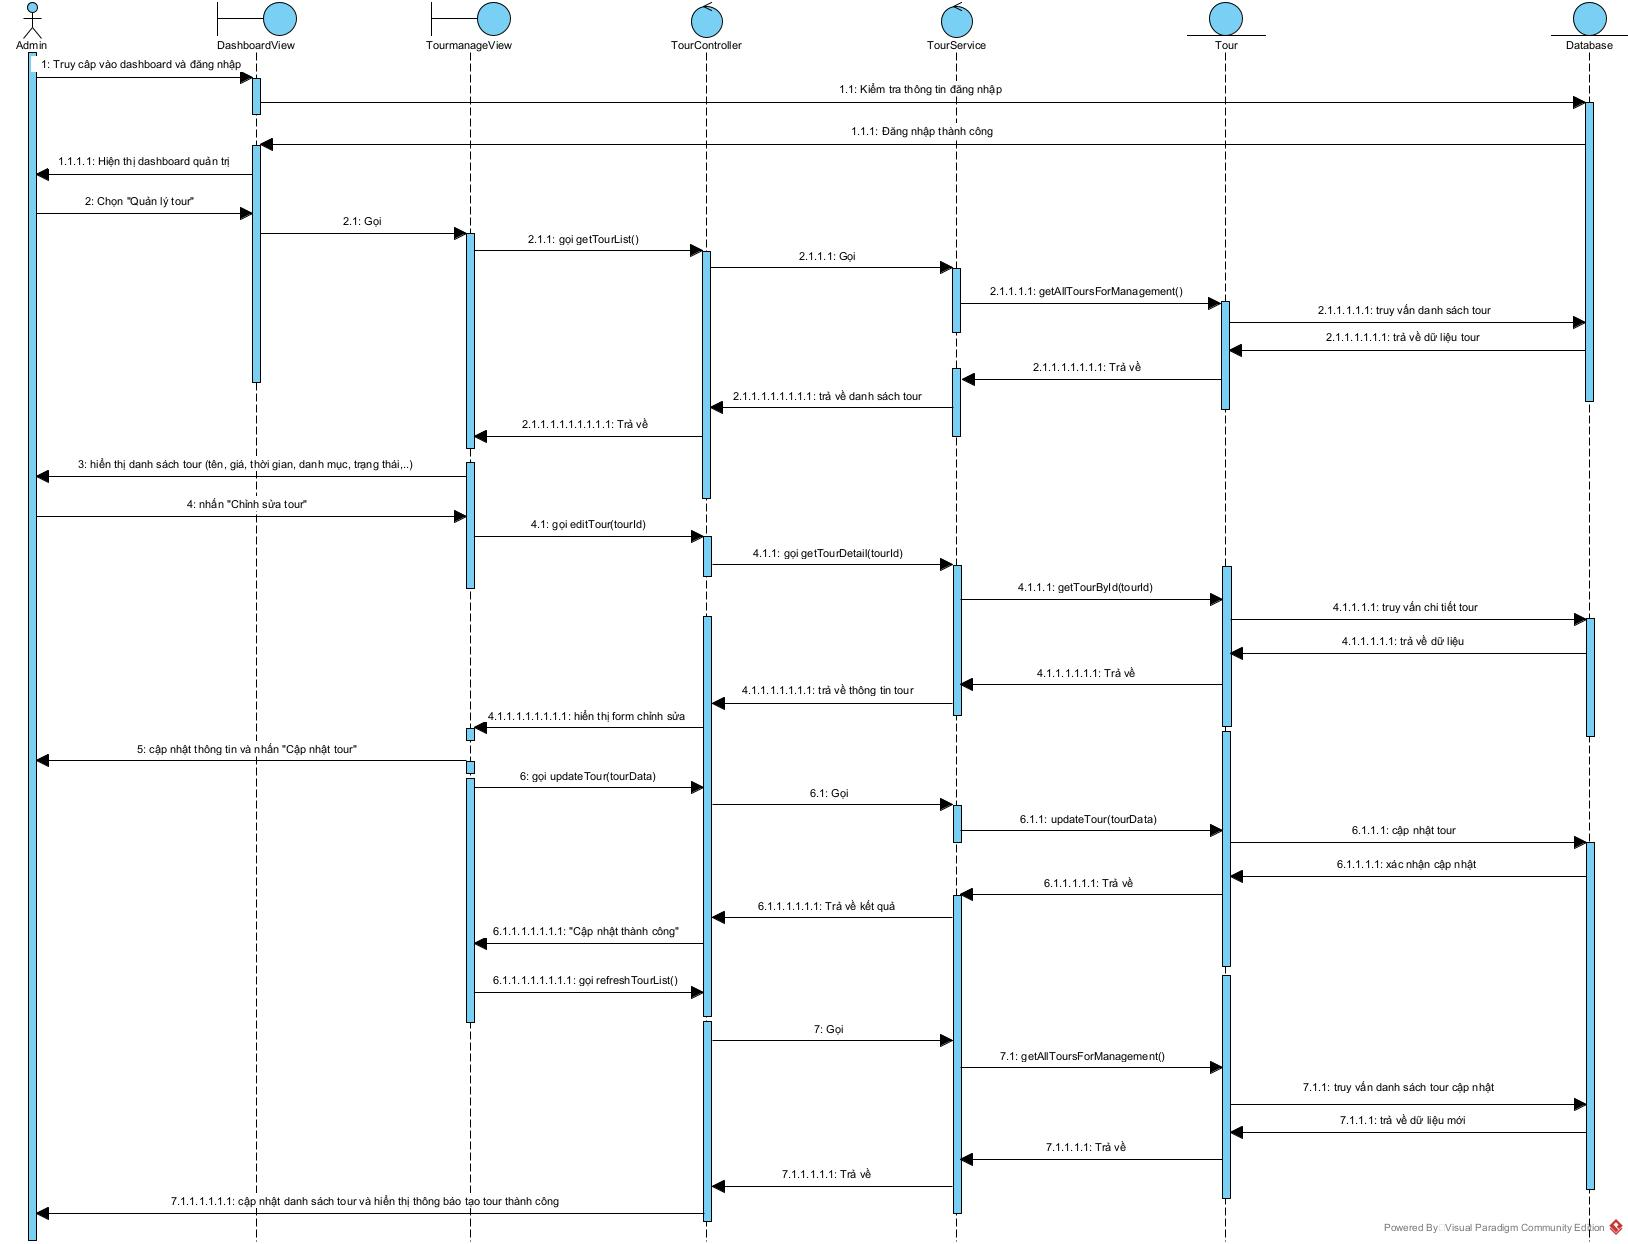 Admin
DashboardView
TourmanageView
TourController
TourService
Tour
Database
1: Truy câp vào dashboard và đăng nhập
1.1: Kiểm tra thông tin đăng nhập
1.1.1: Đăng nhập thành công
1.1.1.1: Hiện thị dashboard quản trị
2: Chọn "Quản lý tour"
2.1: Gọi
2.1.1: gọi getTourList()
2.1.1.1: Gọi
2.1.1.1.1: getAllToursForManagement()
2.1.1.1.1.1: truy vấn danh sách tour
2.1.1.1.1.1.1: trả về dữ liệu tour
2.1.1.1.1.1.1.1: Trả về
2.1.1.1.1.1.1.1.1: trả về danh sách tour
2.1.1.1.1.1.1.1.1.1: Trả về
3: hiển thị danh sách tour (tên, giá, thời gian, danh mục, trạng thái,..)
4: nhấn "Chỉnh sửa tour"
4.1: gọi editTour(tourId)
4.1.1: gọi getTourDetail(tourId)
4.1.1.1: getTourById(tourId)
4.1.1.1.1: truy vấn chi tiết tour
4.1.1.1.1.1: trả về dữ liệu
4.1.1.1.1.1.1: Trả về
4.1.1.1.1.1.1.1: trả về thông tin tour
4.1.1.1.1.1.1.1.1: hiển thị form chỉnh sửa
5: cập nhật thông tin và nhấn "Cập nhật tour"
6: gọi updateTour(tourData)
6.1: Gọi
6.1.1: updateTour(tourData)
6.1.1.1: cập nhật tour
6.1.1.1.1: xác nhận cập nhật
6.1.1.1.1.1: Trả về
6.1.1.1.1.1.1: Trả về kết quả
6.1.1.1.1.1.1.1: "Cập nhật thành công"
6.1.1.1.1.1.1.1.1: gọi refreshTourList()
7: Gọi
7.1: getAllToursForManagement()
7.1.1: truy vấn danh sách tour cập nhật
7.1.1.1: trả về dữ liệu mới
7.1.1.1.1: Trả về
7.1.1.1.1.1: Trả về
7.1.1.1.1.1.1: cập nhật danh sách tour và hiển thị thông báo tạo tour thành công
Powered By Visual Paradigm Community Edition